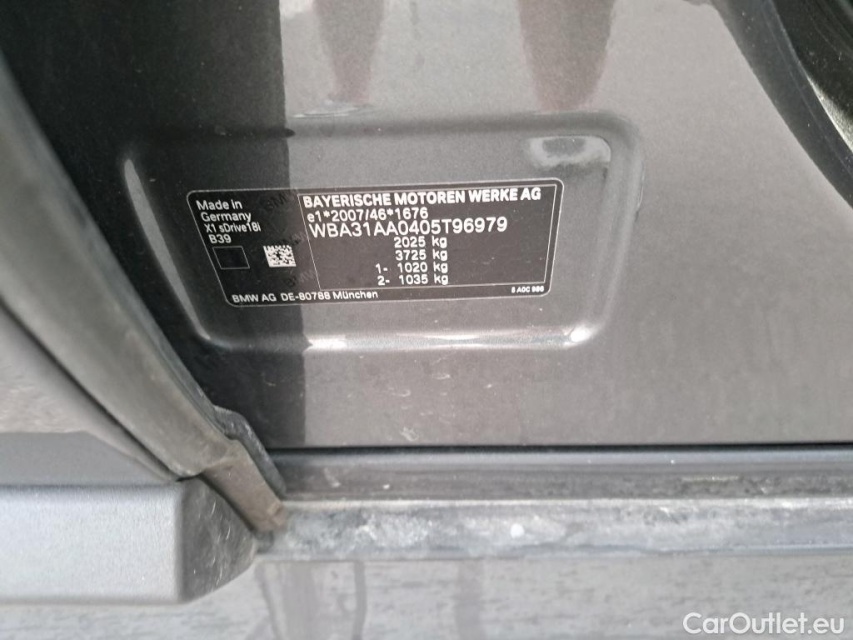 Made in
Germany
X1 sDrive18i
B39
BAYERISCHE MOTOREN WERKE AG
e1*2007/46*1676
WBA31AA0405T96979
2025 kg
3725 kg
1- 1020 kg
2- 1035 kg
BMW AG DE-80788 München
CarOutlet.eu